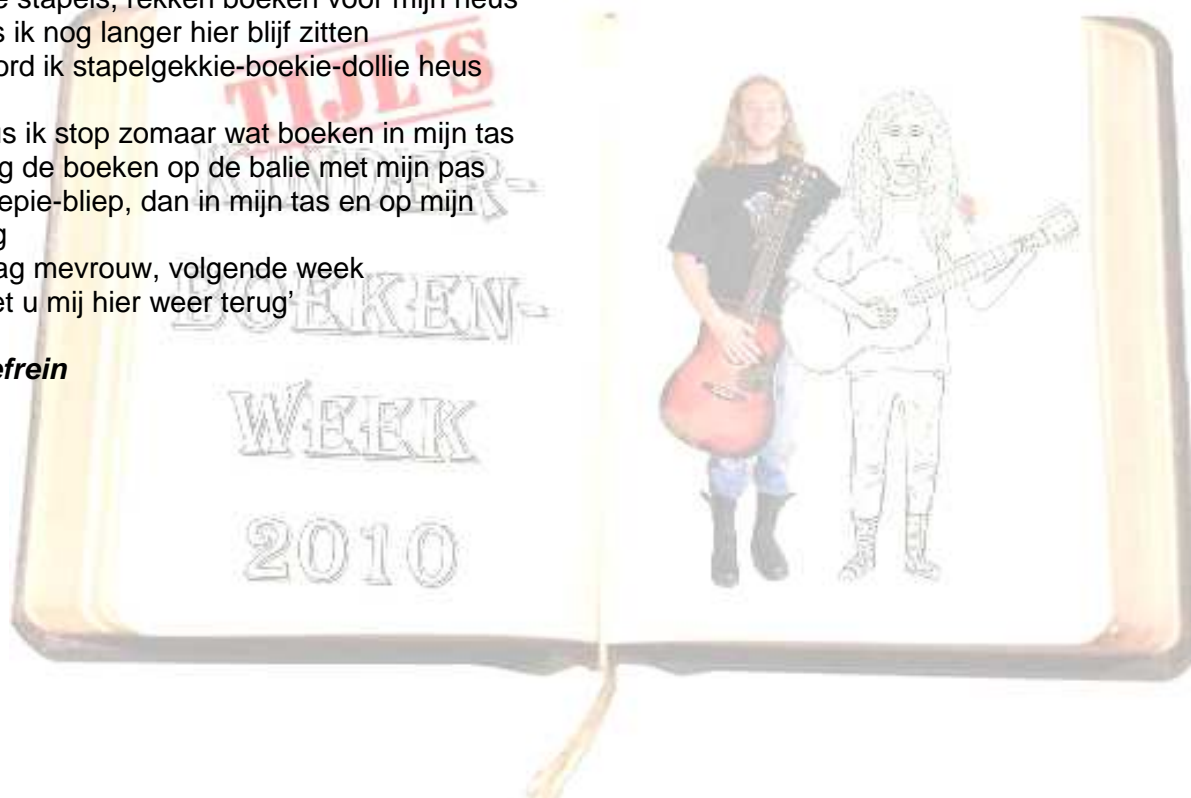 e stapels, rekken boeken voor mijn neus
s ik nog langer hier blijf zitten
ord ik stapelgekkie-boekie-dollie heus
us ik stop zomaar wat boeken in mijn tas
g de boeken op de balie met mijn pas
epie-bliep, dan in mijn tas en op mijn
g
ag mevrouw, volgende week
et u mij hier weer terug’
efrein
TIJL'S
KINDER-
BOEKEN-
WEEK
2010